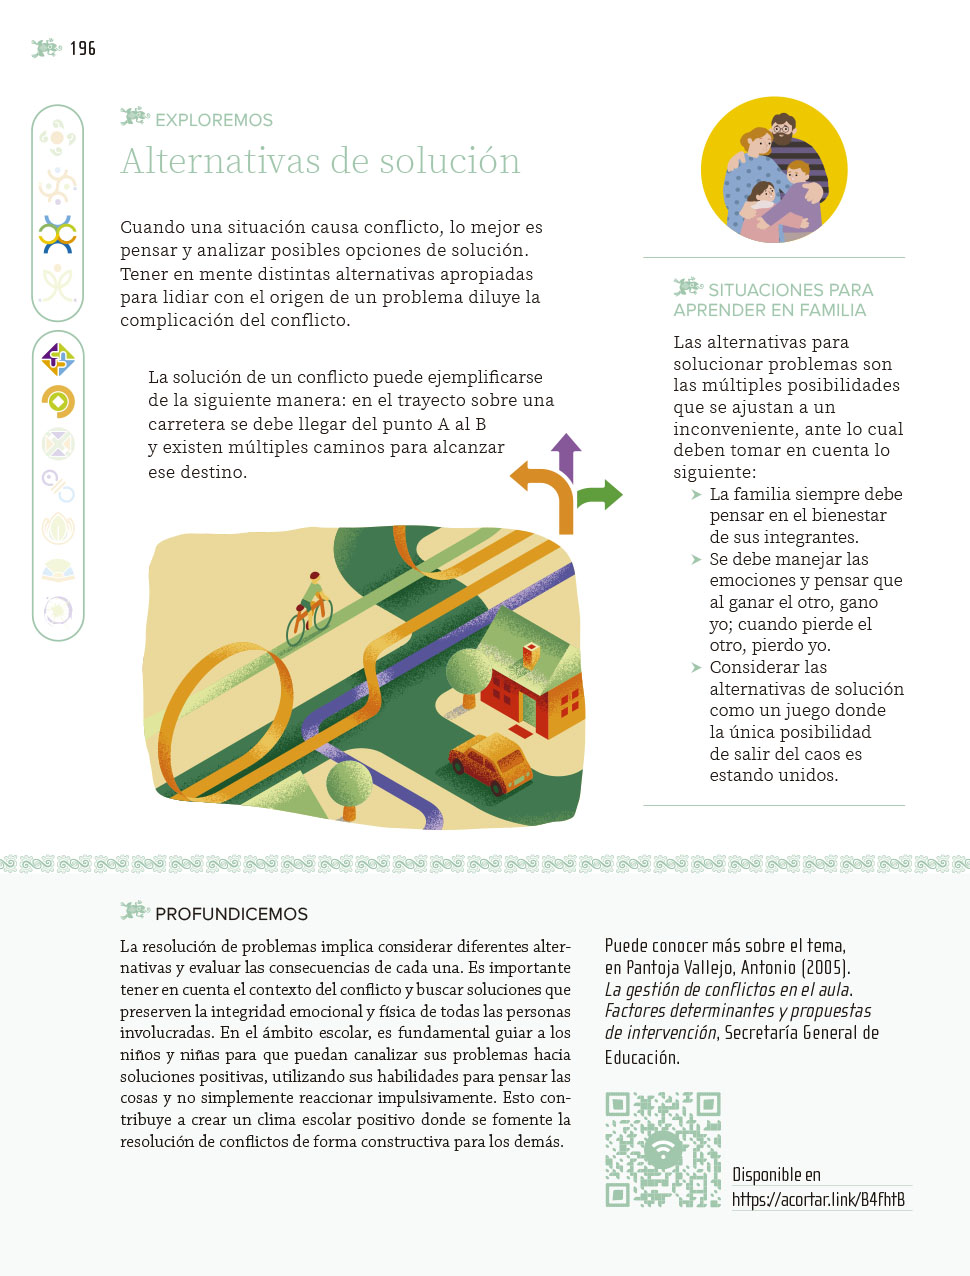 196
EXPLOREMOS
Alternativas de solución
Cuando una situación causa conflicto, lo mejor es
pensar y analizar posibles opciones de solución.
Tener en mente distintas alternativas apropiadas
para lidiar con el origen de un problema diluye la
complicación del conflicto.
La solución de un conflicto puede ejemplificarse
de la siguiente manera: en el trayecto sobre una
carretera se debe llegar del punto A al B
y existen múltiples caminos para alcanzar
ese destino.
SITUACIONES PARA
APRENDER EN FAMILIA
Las alternativas para
solucionar problemas son
las múltiples posibilidades
que se ajustan a un
inconveniente, ante lo cual
deben tomar en cuenta lo
siguiente:
➤ La familia siempre debe
pensar en el bienestar
de sus integrantes.
➤ Se debe manejar las
emociones y pensar que
al ganar el otro, gano
yo; cuando pierde el
otro, pierdo yo.
➤ Considerar las
alternativas de solución
como un juego donde
la única posibilidad
de salir del caos es
estando unidos.
PROFUNDICEMOS
La resolución de problemas implica considerar diferentes alter-
nativas y evaluar las consecuencias de cada una. Es importante
tener en cuenta el contexto del conflicto y buscar soluciones que
preserven la integridad emocional y física de todas las personas
involucradas. En el ámbito escolar, es fundamental guiar a los
niños y niñas para que puedan canalizar sus problemas hacia
soluciones positivas, utilizando sus habilidades para pensar las
cosas y no simplemente reaccionar impulsivamente. Esto con-
tribuye a crear un clima escolar positivo donde se fomente la
resolución de conflictos de forma constructiva para los demás.
Puede conocer más sobre el tema,
en Pantoja Vallejo, Antonio (2005).
La gestión de conflictos en el aula.
Factores determinantes y propuestas
de intervención, Secretaría General de
Educación.
Disponible en
https://acortar.link/B4fhtB